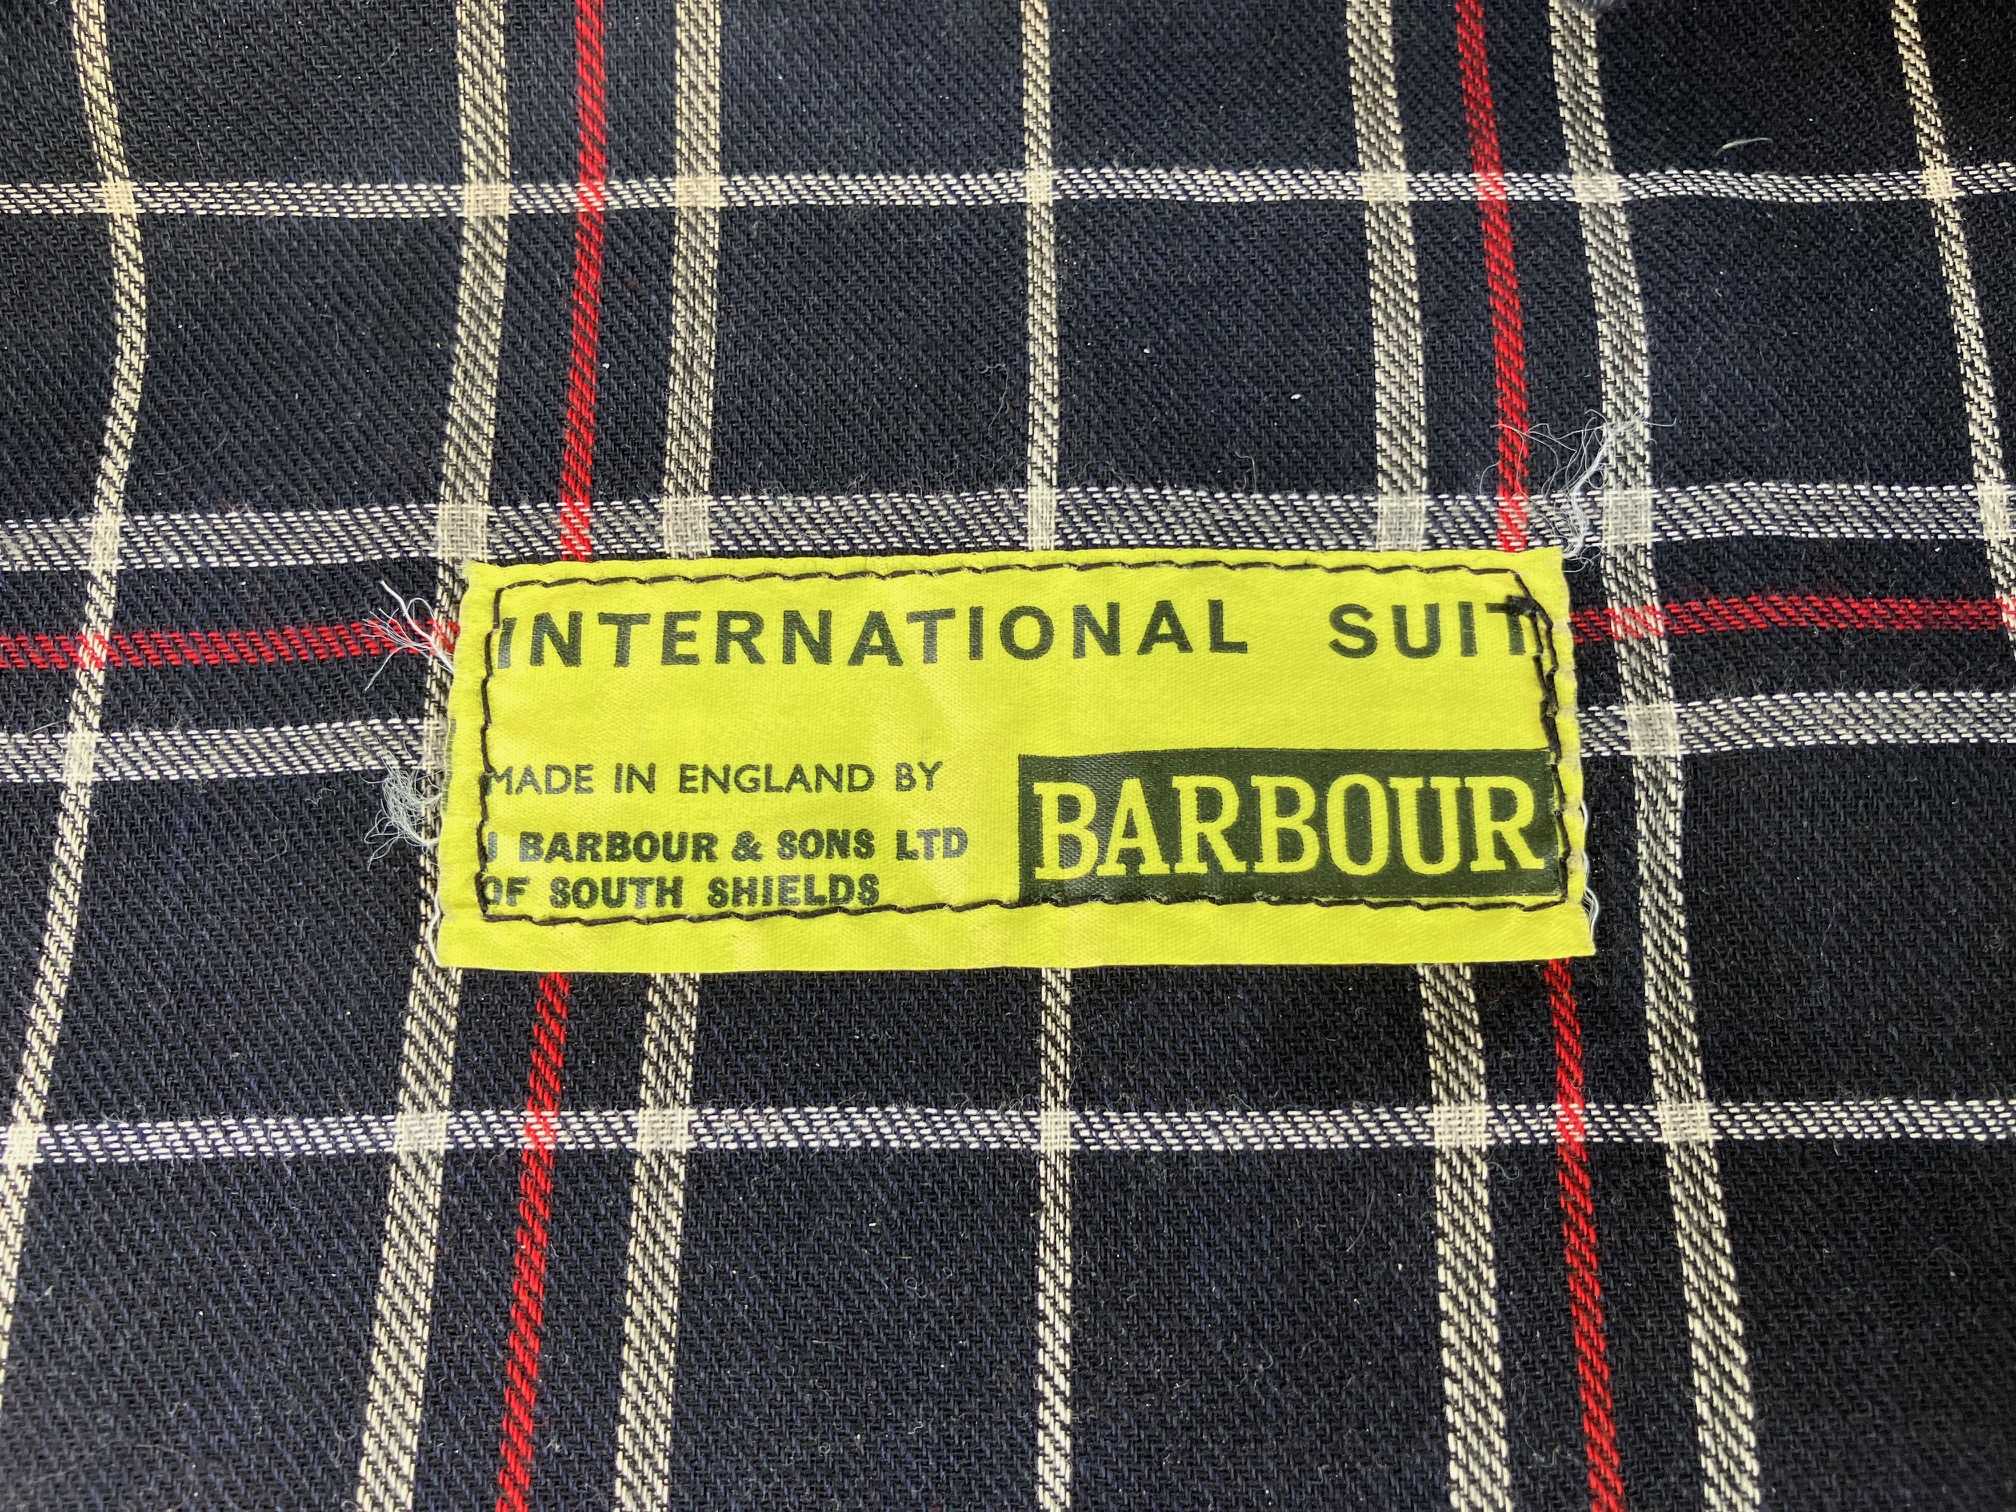 INTERNATIONAL SUIT
MADE IN ENGLAND BY
J BARBOUR & SONS LTD
OF SOUTH SHIELDS
BARBOUR